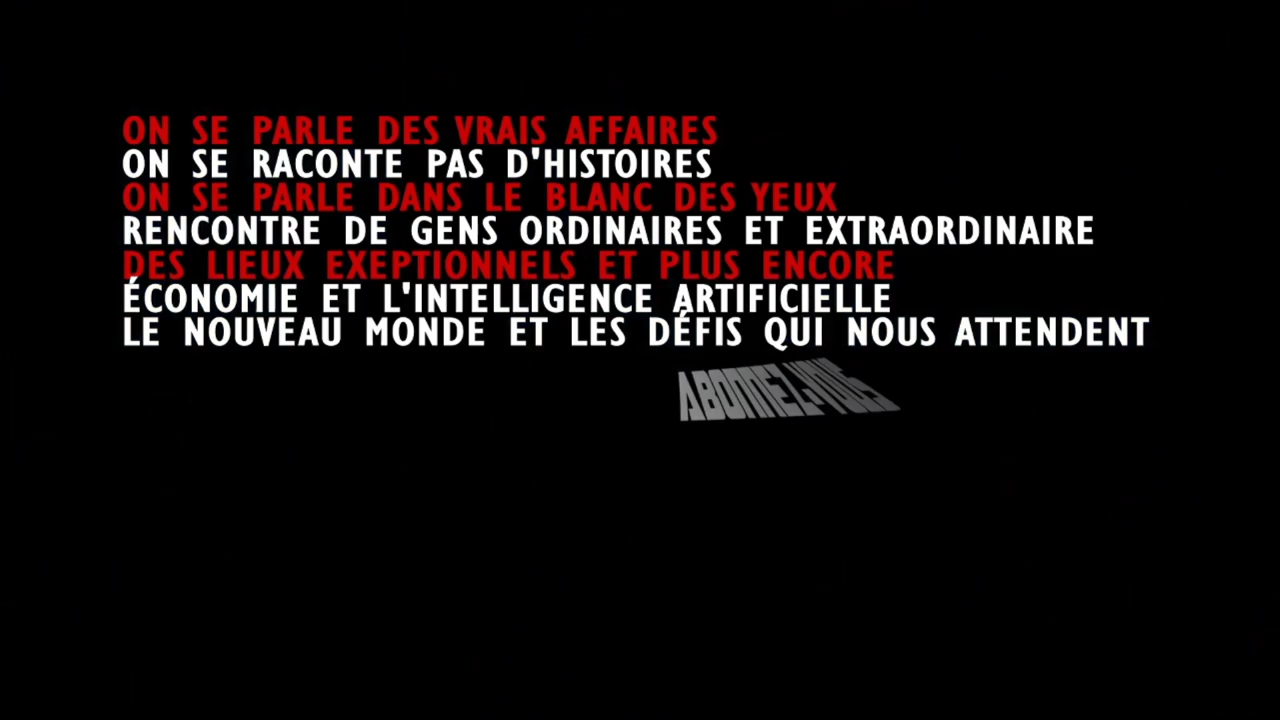 ON SE PARLE DES VRAIS AFFAIRES
ON SE RACONTE PAS D'HISTOIRES
ON SE PARLE DANS LE BLANC DES YEUX
RENCONTRE DE GENS ORDINAIRES ET EXTRAORDINAIRE
DES LIEUX EXEPTIONNELS ET PLUS ENCORE
ÉCONOMIE ET L'INTELLIGENCE ARTIFICIELLE
LE NOUVEAU MONDE ET LES DÉFIS QUI NOUS ATTENDENT
ABONNEZ-VOUS